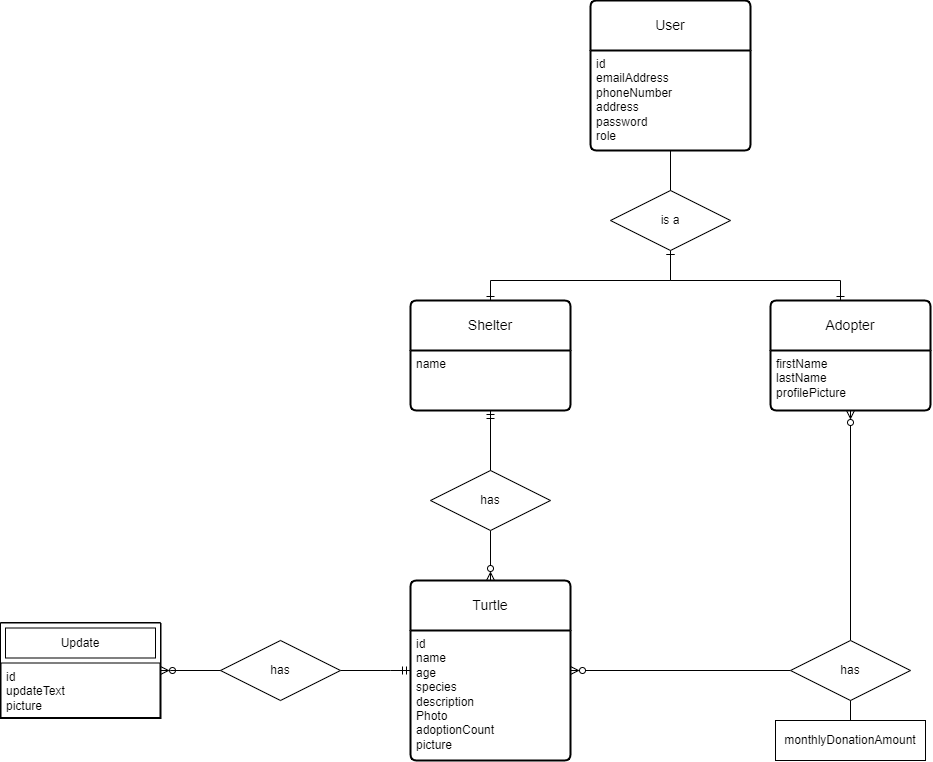 User
id
emailAddress
phoneNumber
address
password
role
is a
Shelter
name
Adopter
firstName
lastName
profilePicture
has
Turtle
id
name
age
species
description
Photo
adoptionCount
picture
Update
id
updateText
picture
has
has
monthlyDonationAmount